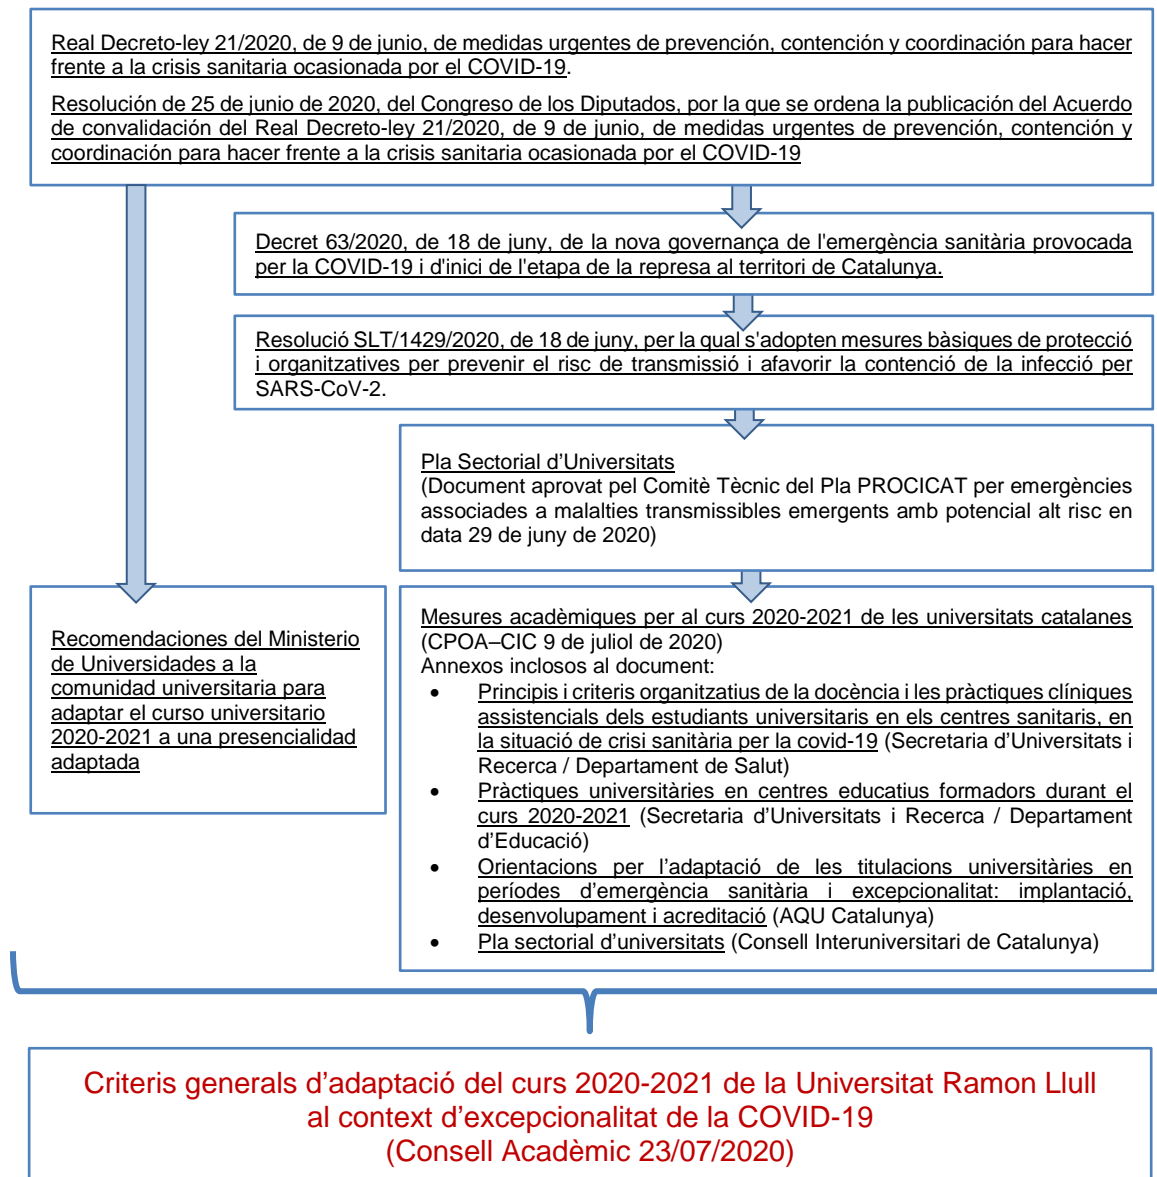 Real Decreto-ley 21/2020, de 9 de junio, de medidas urgentes de prevención, contención y coordinación para hacer
frente a la crisis sanitaria ocasionada por el COVID-19.
Resolución de 25 de junio de 2020, del Congreso de los Diputados, por la que se ordena la publicación del Acuerdo
de convalidación del Real Decreto-ley 21/2020, de 9 de junio, de medidas urgentes de prevención, contención y
coordinación para hacer frente a la crisis sanitaria ocasionada por el COVID-19
Decret 63/2020, de 18 de juny, de la nova governança de l'emergència sanitària provocada
per la COVID-19 i d'inici de l'etapa de la represa al territori de Catalunya.
Resolució SLT/1429/2020, de 18 de juny, per la qual s'adopten mesures bàsiques de protecció
i organitzatives per prevenir el risc de transmissió i afavorir la contenció de la infecció per
SARS-CoV-2.
Pla Sectorial d’Universitats
(Document aprovat pel Comitè Tècnic del Pla PROCICAT per emergències
associades a malalties transmissibles emergents amb potencial alt risc en
data 29 de juny de 2020)
Recomendaciones del Ministerio
de Universidades a la
comunidad universitaria para
adaptar el curso universitario
2020-2021 a una presencialidad
adaptada
Mesures acadèmiques per al curs 2020-2021 de les universitats catalanes
(CPOA–CIC 9 de juliol de 2020)
Annexos inclosos al document:
• Principis i criteris organitzatius de la docència i les pràctiques clíniques
assistencials dels estudiants universitaris en els centres sanitaris, en
la situació de crisi sanitària per la covid-19 (Secretaria d’Universitats i
Recerca / Departament de Salut)
• Pràctiques universitàries en centres educatius formadors durant el
curs 2020-2021 (Secretaria d’Universitats i Recerca / Departament
d’Educació)
• Orientacions per l’adaptació de les titulacions universitàries en
períodes d’emergència sanitària i excepcionalitat: implantació,
desenvolupament i acreditació (AQU Catalunya)
• Pla sectorial d’universitats (Consell Interuniversitari de Catalunya)
Criteris generals d’adaptació del curs 2020-2021 de la Universitat Ramon Llull
al context d’excepcionalitat de la COVID-19
(Consell Acadèmic 23/07/2020)